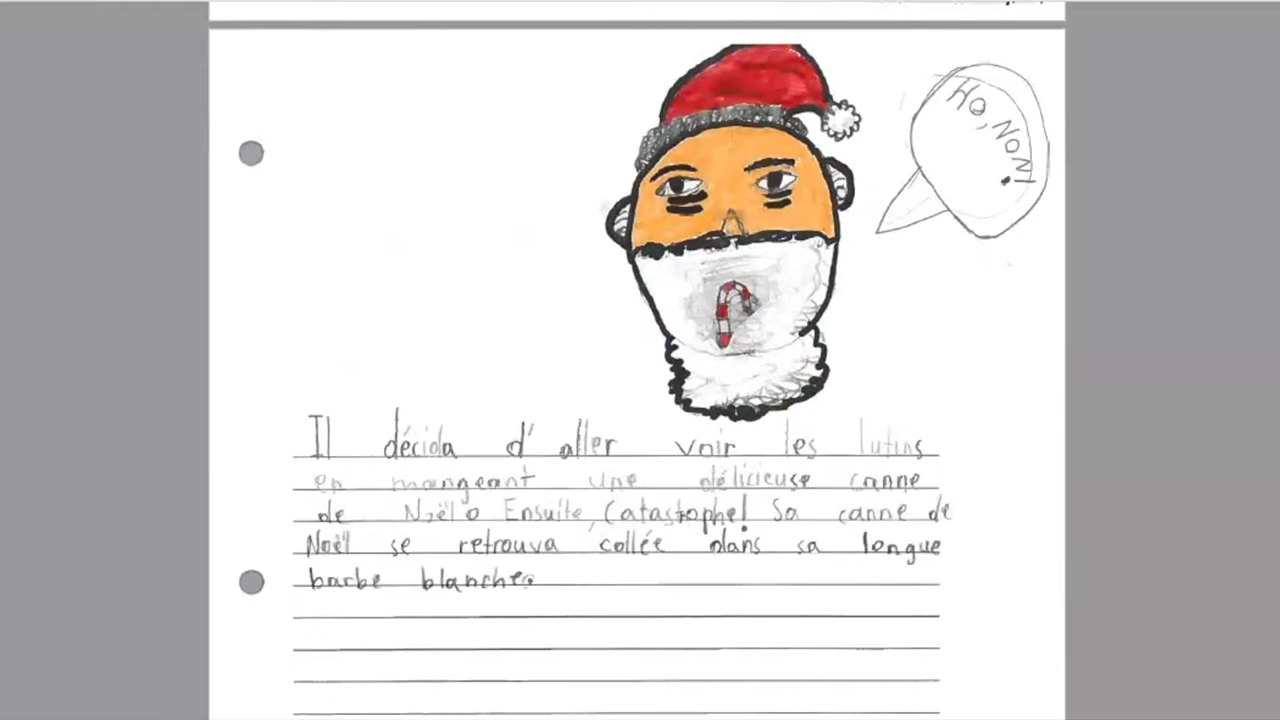 HO, NON!
Il décida d'aller voir les lutins
en mangeant une délicieuse canne
de Noël. Ensuite, Catastrophe! Sa canne de
Noël se retrouva collée dans sa longue
barbe blanche.